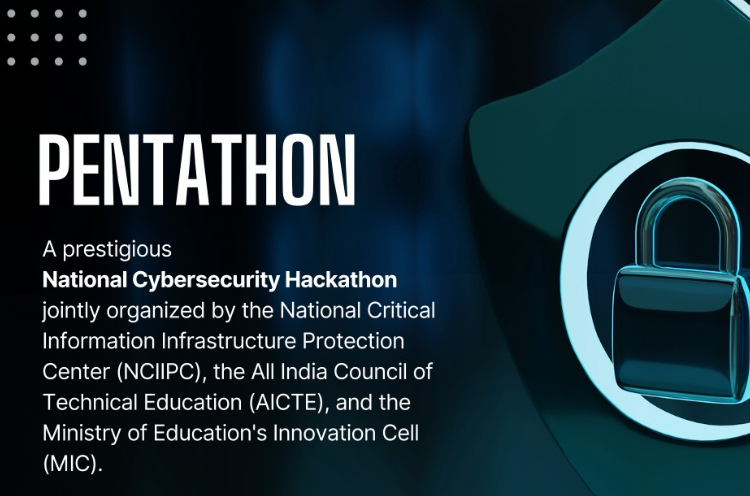 PENTATHON
A prestigious
National Cybersecurity Hackathon
jointly organized by the National Critical
Information Infrastructure Protection
Center (NCIIPC), the All India Council of
Technical Education (AICTE), and the
Ministry of Education's Innovation Cell
(MIC).